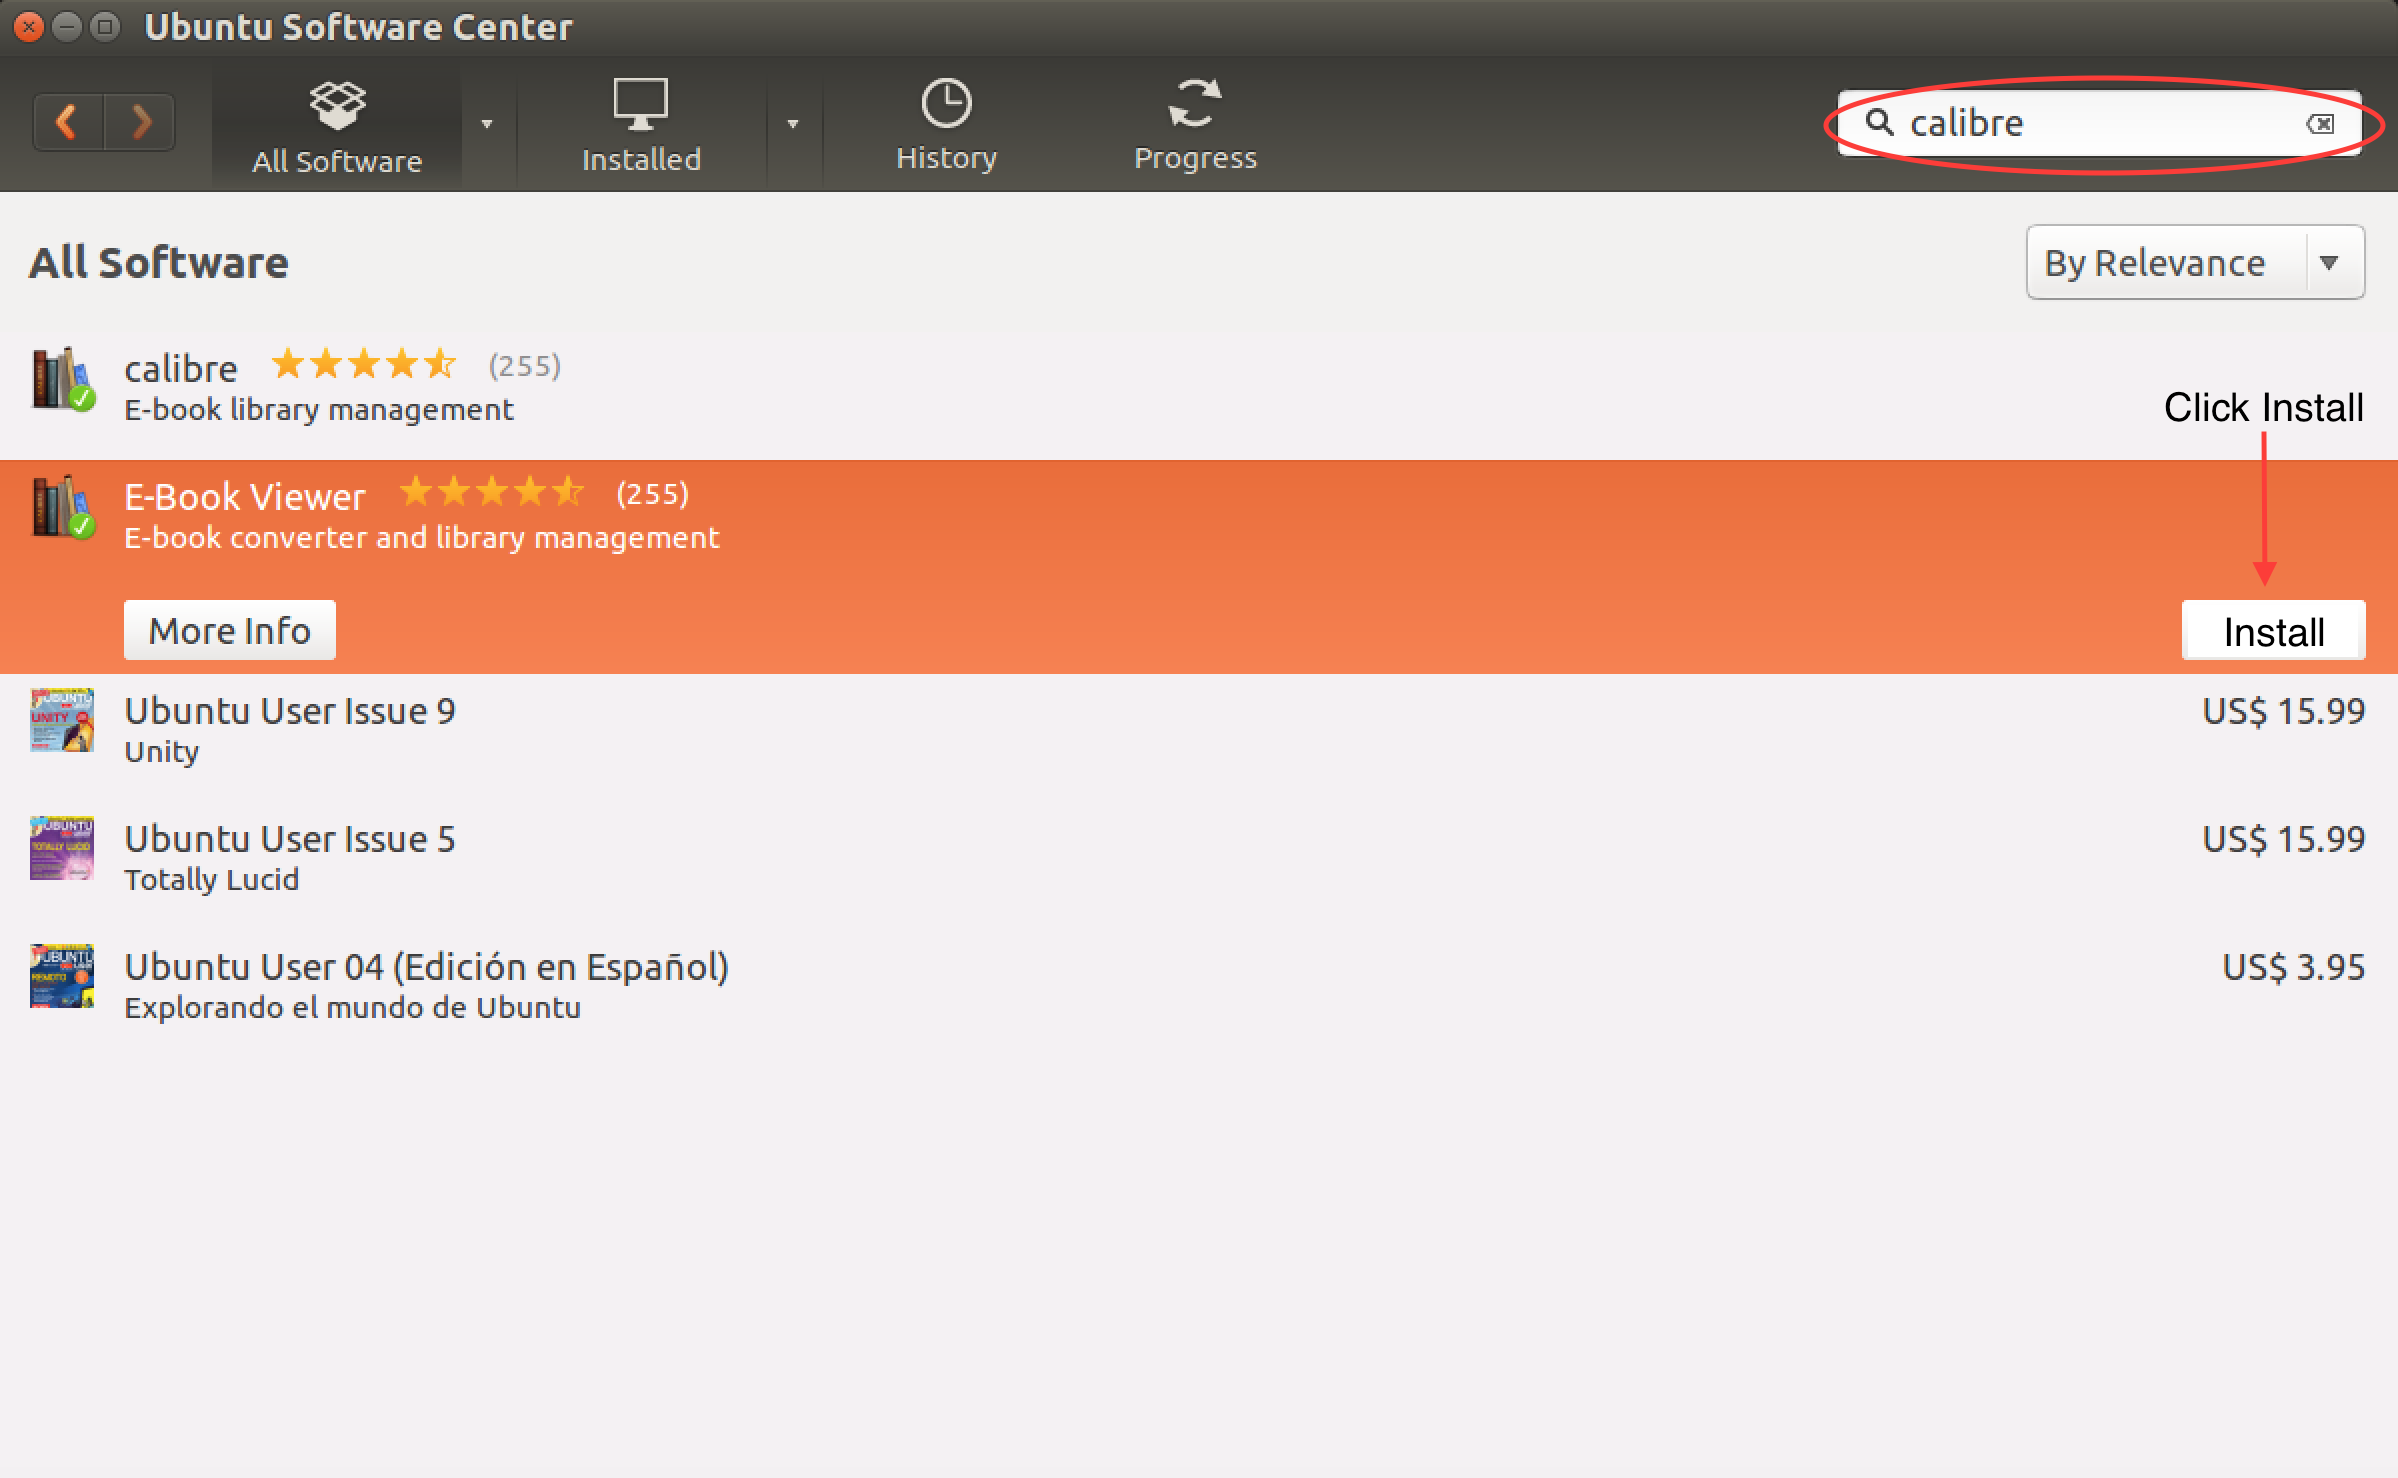 Ubuntu Software Center
All Software
Installed
History
Progress
calibre
All Software
By Relevance
calibre (255)
E-book library management
Click Install
E-Book Viewer (255)
E-book converter and library management
More Info
Install
Ubuntu User Issue 9 US$ 15.99
Unity
Ubuntu User Issue 5 US$ 15.99
Totally Lucid
Ubuntu User 04 (Edición en Español) US$ 3.95
Explorando el mundo de Ubuntu